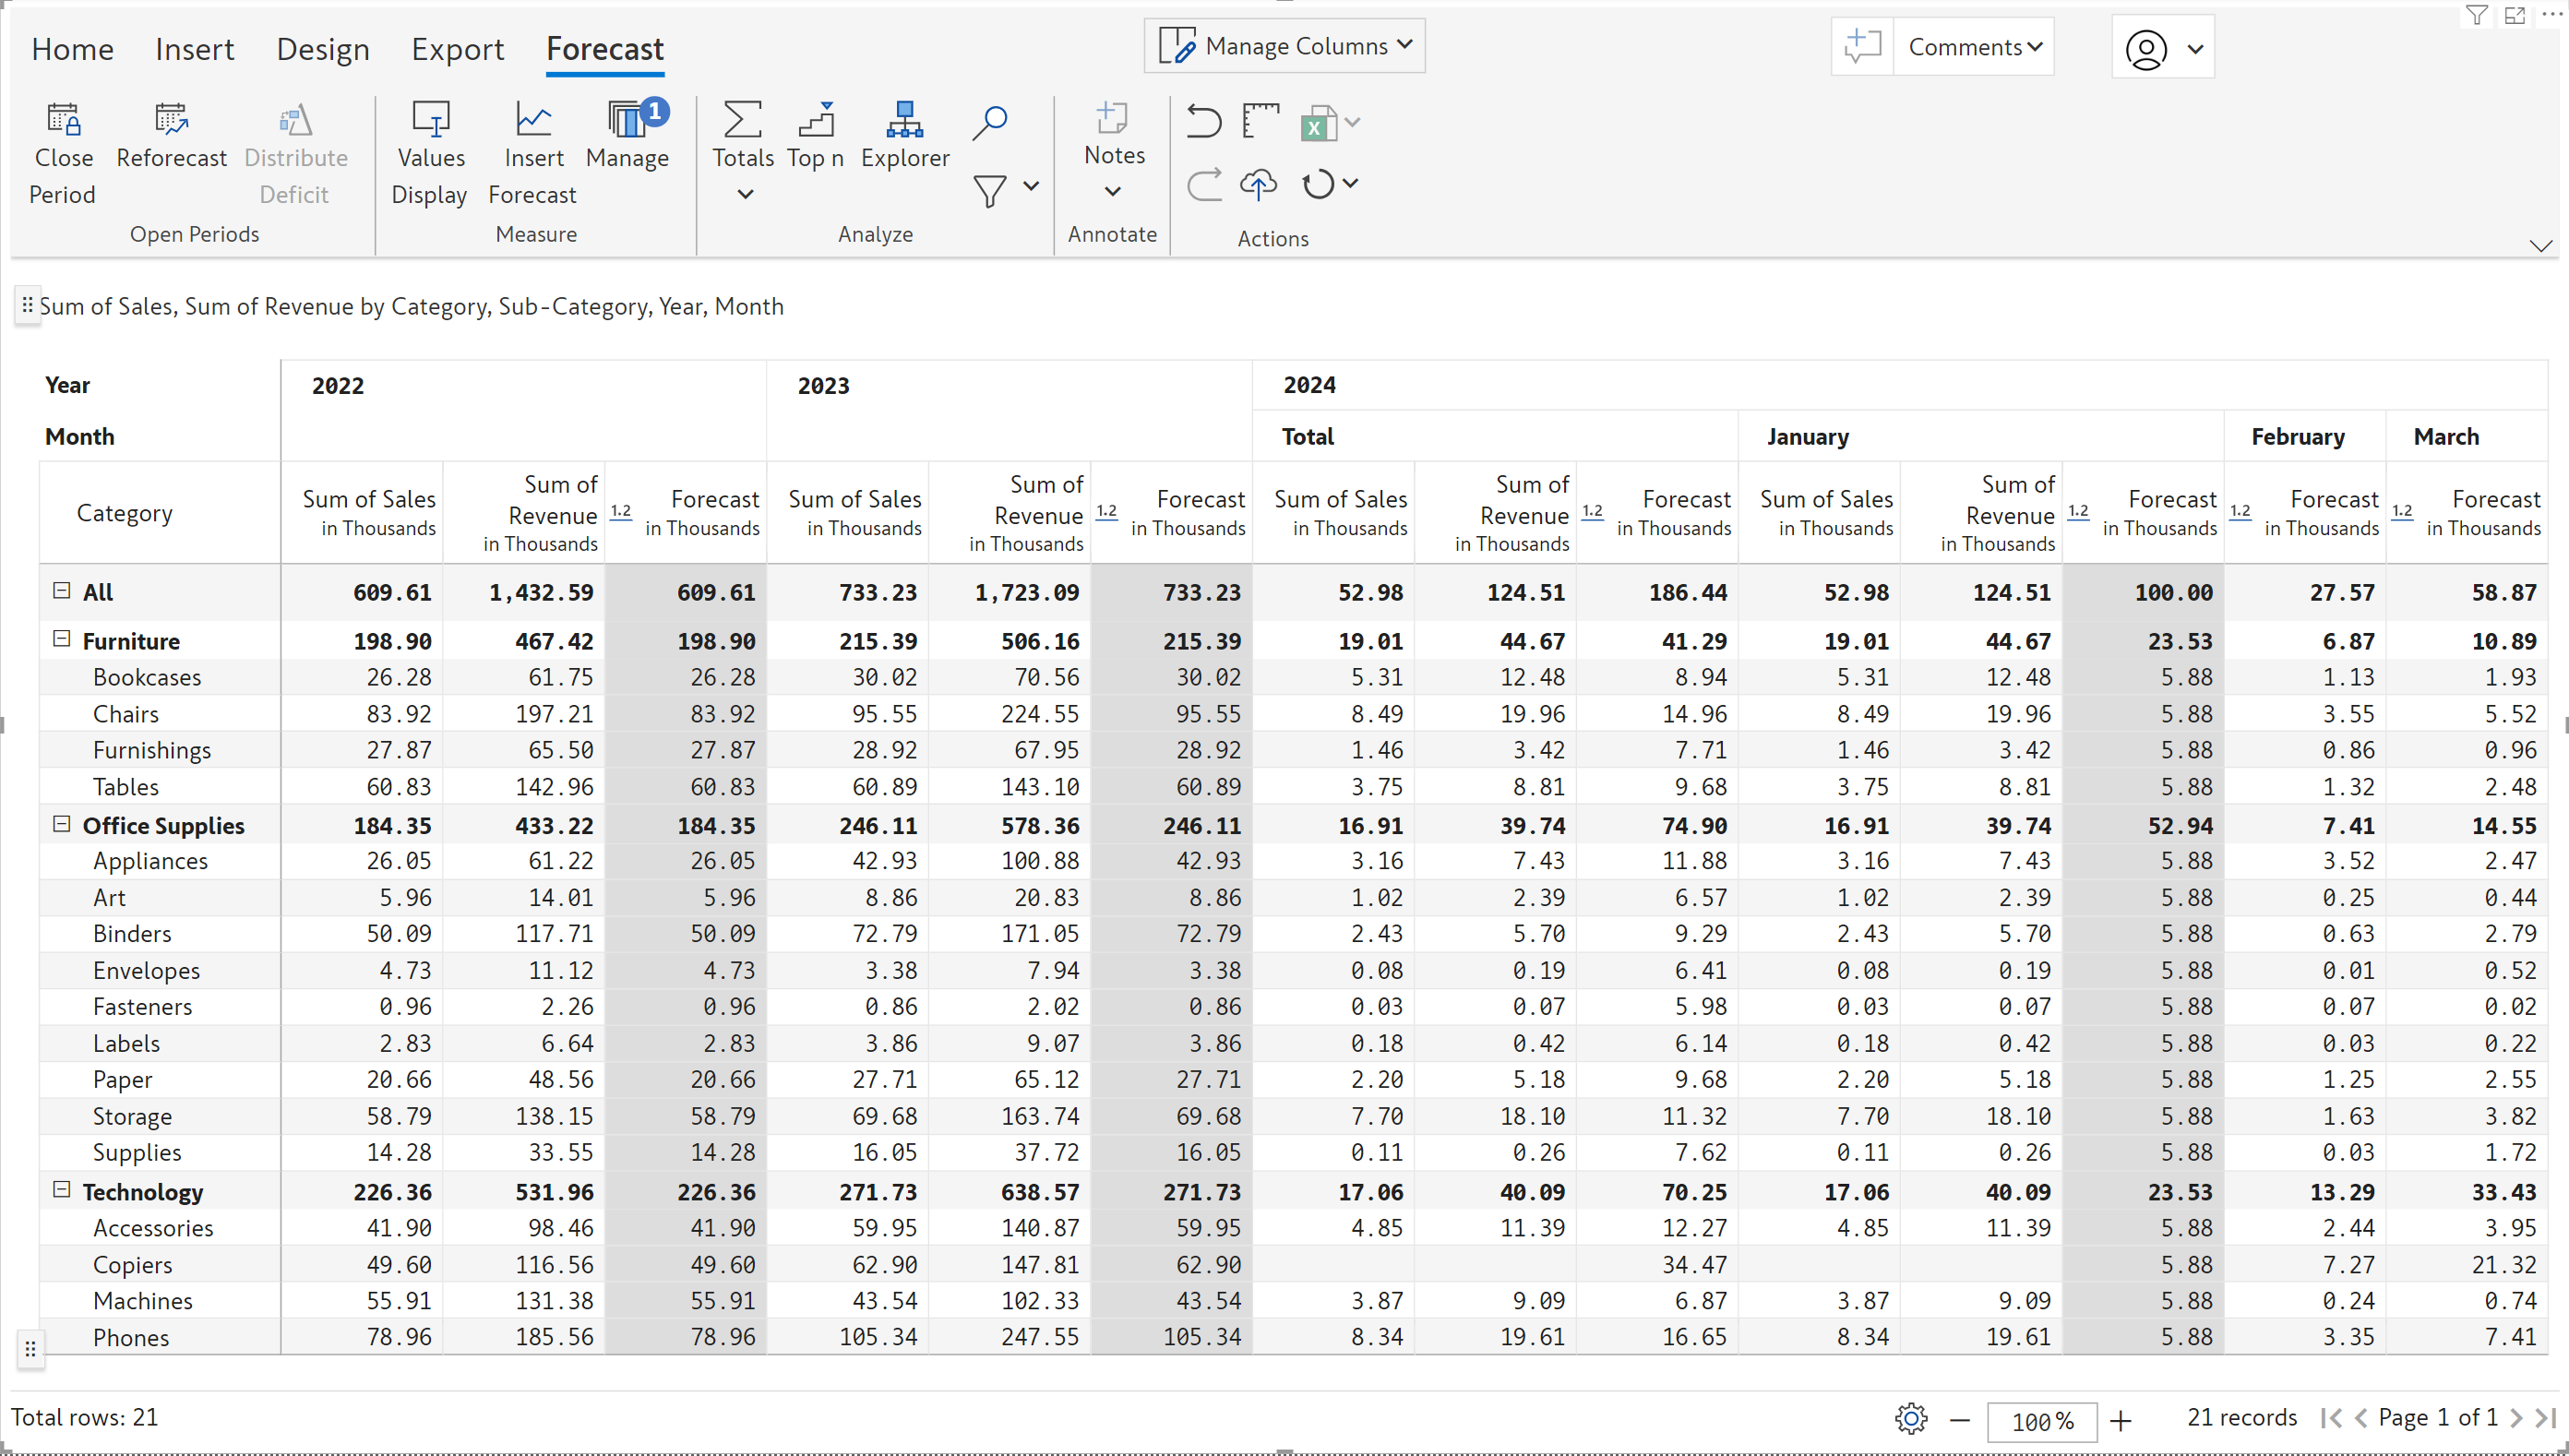 Home Insert Design Export Forecast Manage Columns Comments
Close Period Reforecast Distribute Deficit Values Display Insert Forecast Manage 1 Totals Top n Explorer Notes X
Open Periods Measure Analyze Annotate Actions
Sum of Sales, Sum of Revenue by Category, Sub-Category, Year, Month
Year 2022 2023 2024
Month Total January February March
Category Sum of Sales in Thousands Sum of Revenue in Thousands 1.2 Forecast in Thousands Sum of Sales in Thousands Sum of Revenue in Thousands 1.2 Forecast in Thousands Sum of Sales in Thousands Sum of Revenue in Thousands 1.2 Forecast in Thousands Sum of Sales in Thousands Sum of Revenue in Thousands 1.2 Forecast in Thousands 1.2 Forecast in Thousands 1.2 Forecast in Thousands
All 609.61 1,432.59 609.61 733.23 1,723.09 733.23 52.98 124.51 186.44 52.98 124.51 100.00 27.57 58.87
Furniture 198.90 467.42 198.90 215.39 506.16 215.39 19.01 44.67 41.29 19.01 44.67 23.53 6.87 10.89
Bookcases 26.28 61.75 26.28 30.02 70.56 30.02 5.31 12.48 8.94 5.31 12.48 5.88 1.13 1.93
Chairs 83.92 197.21 83.92 95.55 224.55 95.55 8.49 19.96 14.96 8.49 19.96 5.88 3.55 5.52
Furnishings 27.87 65.50 27.87 28.92 67.95 28.92 1.46 3.42 7.71 1.46 3.42 5.88 0.86 0.96
Tables 60.83 142.96 60.83 60.89 143.10 60.89 3.75 8.81 9.68 3.75 8.81 5.88 1.32 2.48
Office Supplies 184.35 433.22 184.35 246.11 578.36 246.11 16.91 39.74 74.90 16.91 39.74 52.94 7.41 14.55
Appliances 26.05 61.22 26.05 42.93 100.88 42.93 3.16 7.43 11.88 3.16 7.43 5.88 3.52 2.47
Art 5.96 14.01 5.96 8.86 20.83 8.86 1.02 2.39 6.57 1.02 2.39 5.88 0.25 0.44
Binders 50.09 117.71 50.09 72.79 171.05 72.79 2.43 5.70 9.29 2.43 5.70 5.88 0.63 2.79
Envelopes 4.73 11.12 4.73 3.38 7.94 3.38 0.08 0.19 6.41 0.08 0.19 5.88 0.01 0.52
Fasteners 0.96 2.26 0.96 0.86 2.02 0.86 0.03 0.07 5.98 0.03 0.07 5.88 0.07 0.02
Labels 2.83 6.64 2.83 3.86 9.07 3.86 0.18 0.42 6.14 0.18 0.42 5.88 0.03 0.22
Paper 20.66 48.56 20.66 27.71 65.12 27.71 2.20 5.18 9.68 2.20 5.18 5.88 1.25 2.55
Storage 58.79 138.15 58.79 69.68 163.74 69.68 7.70 18.10 11.32 7.70 18.10 5.88 1.63 3.82
Supplies 14.28 33.55 14.28 16.05 37.72 16.05 0.11 0.26 7.62 0.11 0.26 5.88 0.03 1.72
Technology 226.36 531.96 226.36 271.73 638.57 271.73 17.06 40.09 70.25 17.06 40.09 23.53 13.29 33.43
Accessories 41.90 98.46 41.90 59.95 140.87 59.95 4.85 11.39 12.27 4.85 11.39 5.88 2.44 3.95
Copiers 49.60 116.56 49.60 62.90 147.81 62.90 34.47 5.88 7.27 21.32
Machines 55.91 131.38 55.91 43.54 102.33 43.54 3.87 9.09 6.87 3.87 9.09 5.88 0.24 0.74
Phones 78.96 185.56 78.96 105.34 247.55 105.34 8.34 19.61 16.65 8.34 19.61 5.88 3.35 7.41
Total rows: 21 100% 21 records Page 1 of 1